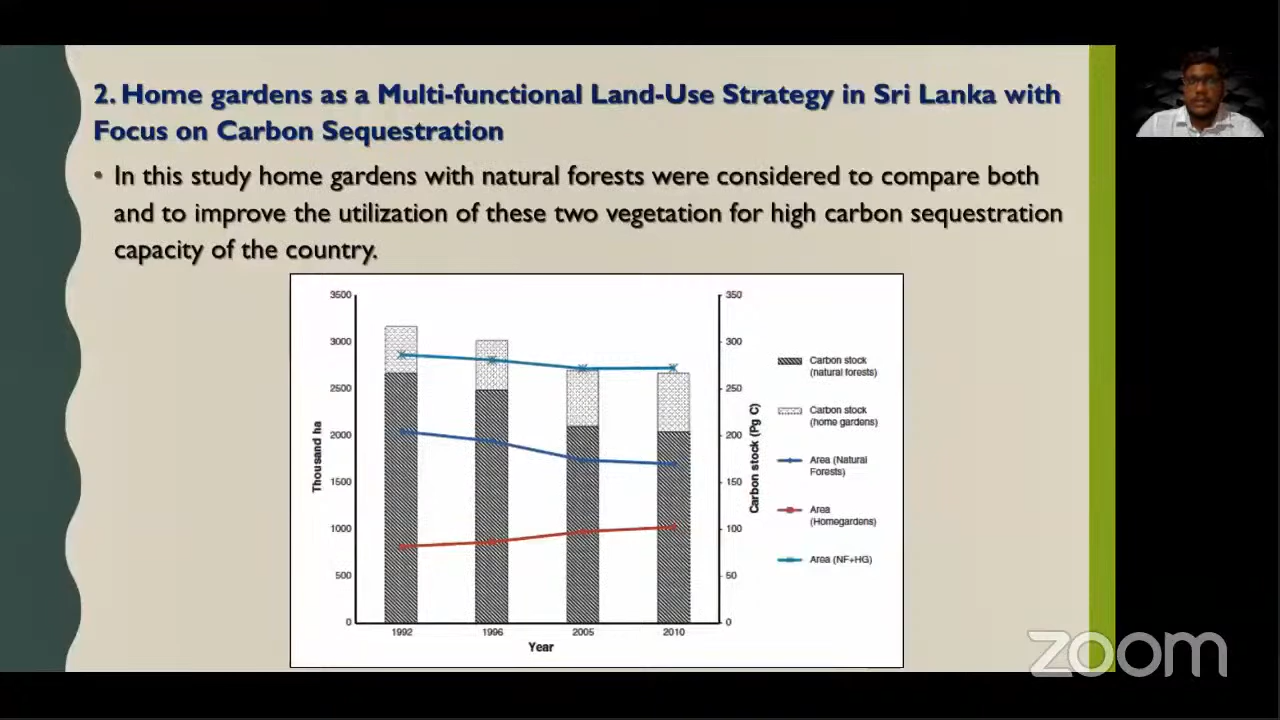 2. Home gardens as a Multi-functional Land-Use Strategy in Sri Lanka with
Focus on Carbon Sequestration
• In this study home gardens with natural forests were considered to compare both
and to improve the utilization of these two vegetation for high carbon sequestration
capacity of the country.
3500
3000
2500
2000
1500
1000
500
0
Thousand ha
1992
1996
2005
2010
Year
350
300
250
200
150
100
50
0
Carbon stock (Pg C)
Carbon stock
(natural forests)
Carbon stock
(home gardens)
Area (Natural
Forests)
Area
(Homegardens)
Area (NF+HG)
zoom